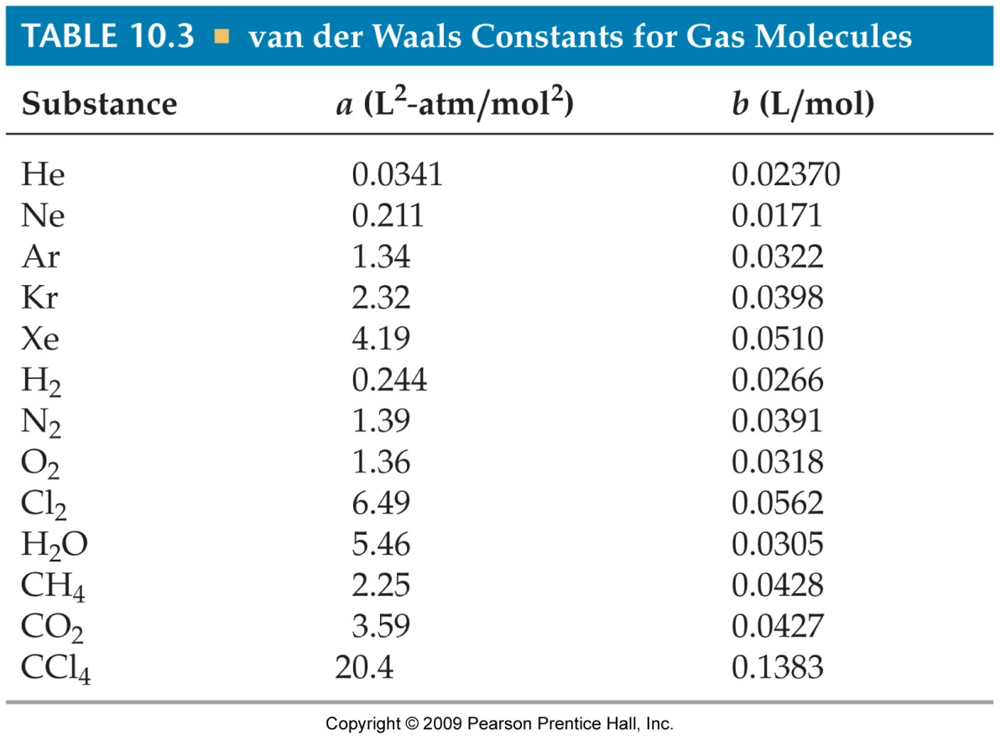 TABLE 10.3 ▪ van der Waals Constants for Gas Molecules
Substance a (L²-atm/mol²) b (L/mol)
He 0.0341 0.02370
Ne 0.211 0.0171
Ar 1.34 0.0322
Kr 2.32 0.0398
Xe 4.19 0.0510
H₂ 0.244 0.0266
N₂ 1.39 0.0391
O₂ 1.36 0.0318
Cl₂ 6.49 0.0562
H₂O 5.46 0.0305
CH₄ 2.25 0.0428
CO₂ 3.59 0.0427
CCl₄ 20.4 0.1383
Copyright © 2009 Pearson Prentice Hall, Inc.